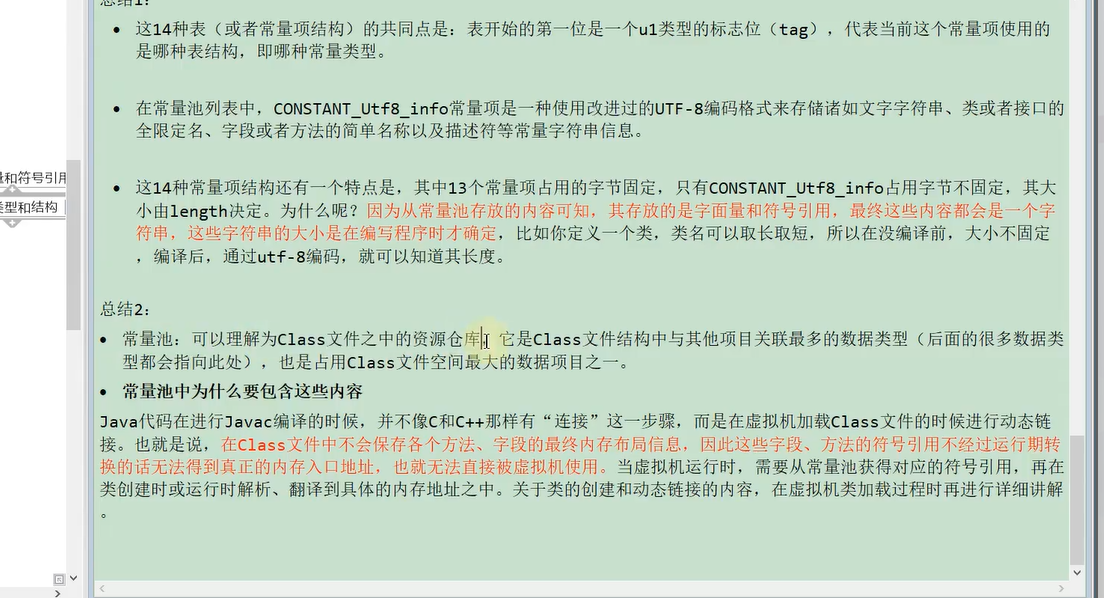 总结1:
• 这14种表（或者常量项结构）的共同点是：表开始的第一位是一个u1类型的标志位（tag），代表当前这个常量项使用的
是哪种表结构，即哪种常量类型。
• 在常量池列表中，CONSTANT_Utf8_info常量项是一种使用改进过的UTF-8编码格式来存储诸如文字字符串、类或者接口的
全限定名、字段或者方法的简单名称以及描述符等常量字符串信息。
• 这14种常量项结构还有一个特点是，其中13个常量项占用的字节固定，只有CONSTANT_Utf8_info占用字节不固定，其大
小由length决定。为什么呢？因为从常量池存放的内容可知，其存放的是字面量和符号引用，最终这些内容都会是一个字
符串，这些字符串的大小是在编写程序时才确定，比如你定义一个类，类名可以取长取短，所以在没编译前，大小不固定
，编译后，通过utf-8编码，就可以知道其长度。
量和符号引用
类型和结构
总结2：
• 常量池：可以理解为Class文件之中的资源仓库，它是Class文件结构中与其他项目关联最多的数据类型（后面的很多数据类
型都会指向此处），也是占用Class文件空间最大的数据项目之一。
• 常量池中为什么要包含这些内容
Java代码在进行Javac编译的时候，并不像C和C++那样有“连接”这一步骤，而是在虚拟机加载Class文件的时候进行动态链
接。也就是说，在Class文件中不会保存各个方法、字段的最终内存布局信息，因此这些字段、方法的符号引用不经过运行期转
换的话无法得到真正的内存入口地址，也就无法直接被虚拟机使用。当虚拟机运行时，需要从常量池获得对应的符号引用，再在
类创建时或运行时解析、翻译到具体的内存地址之中。关于类的创建和动态链接的内容，在虚拟机类加载过程时再进行详细讲解
。